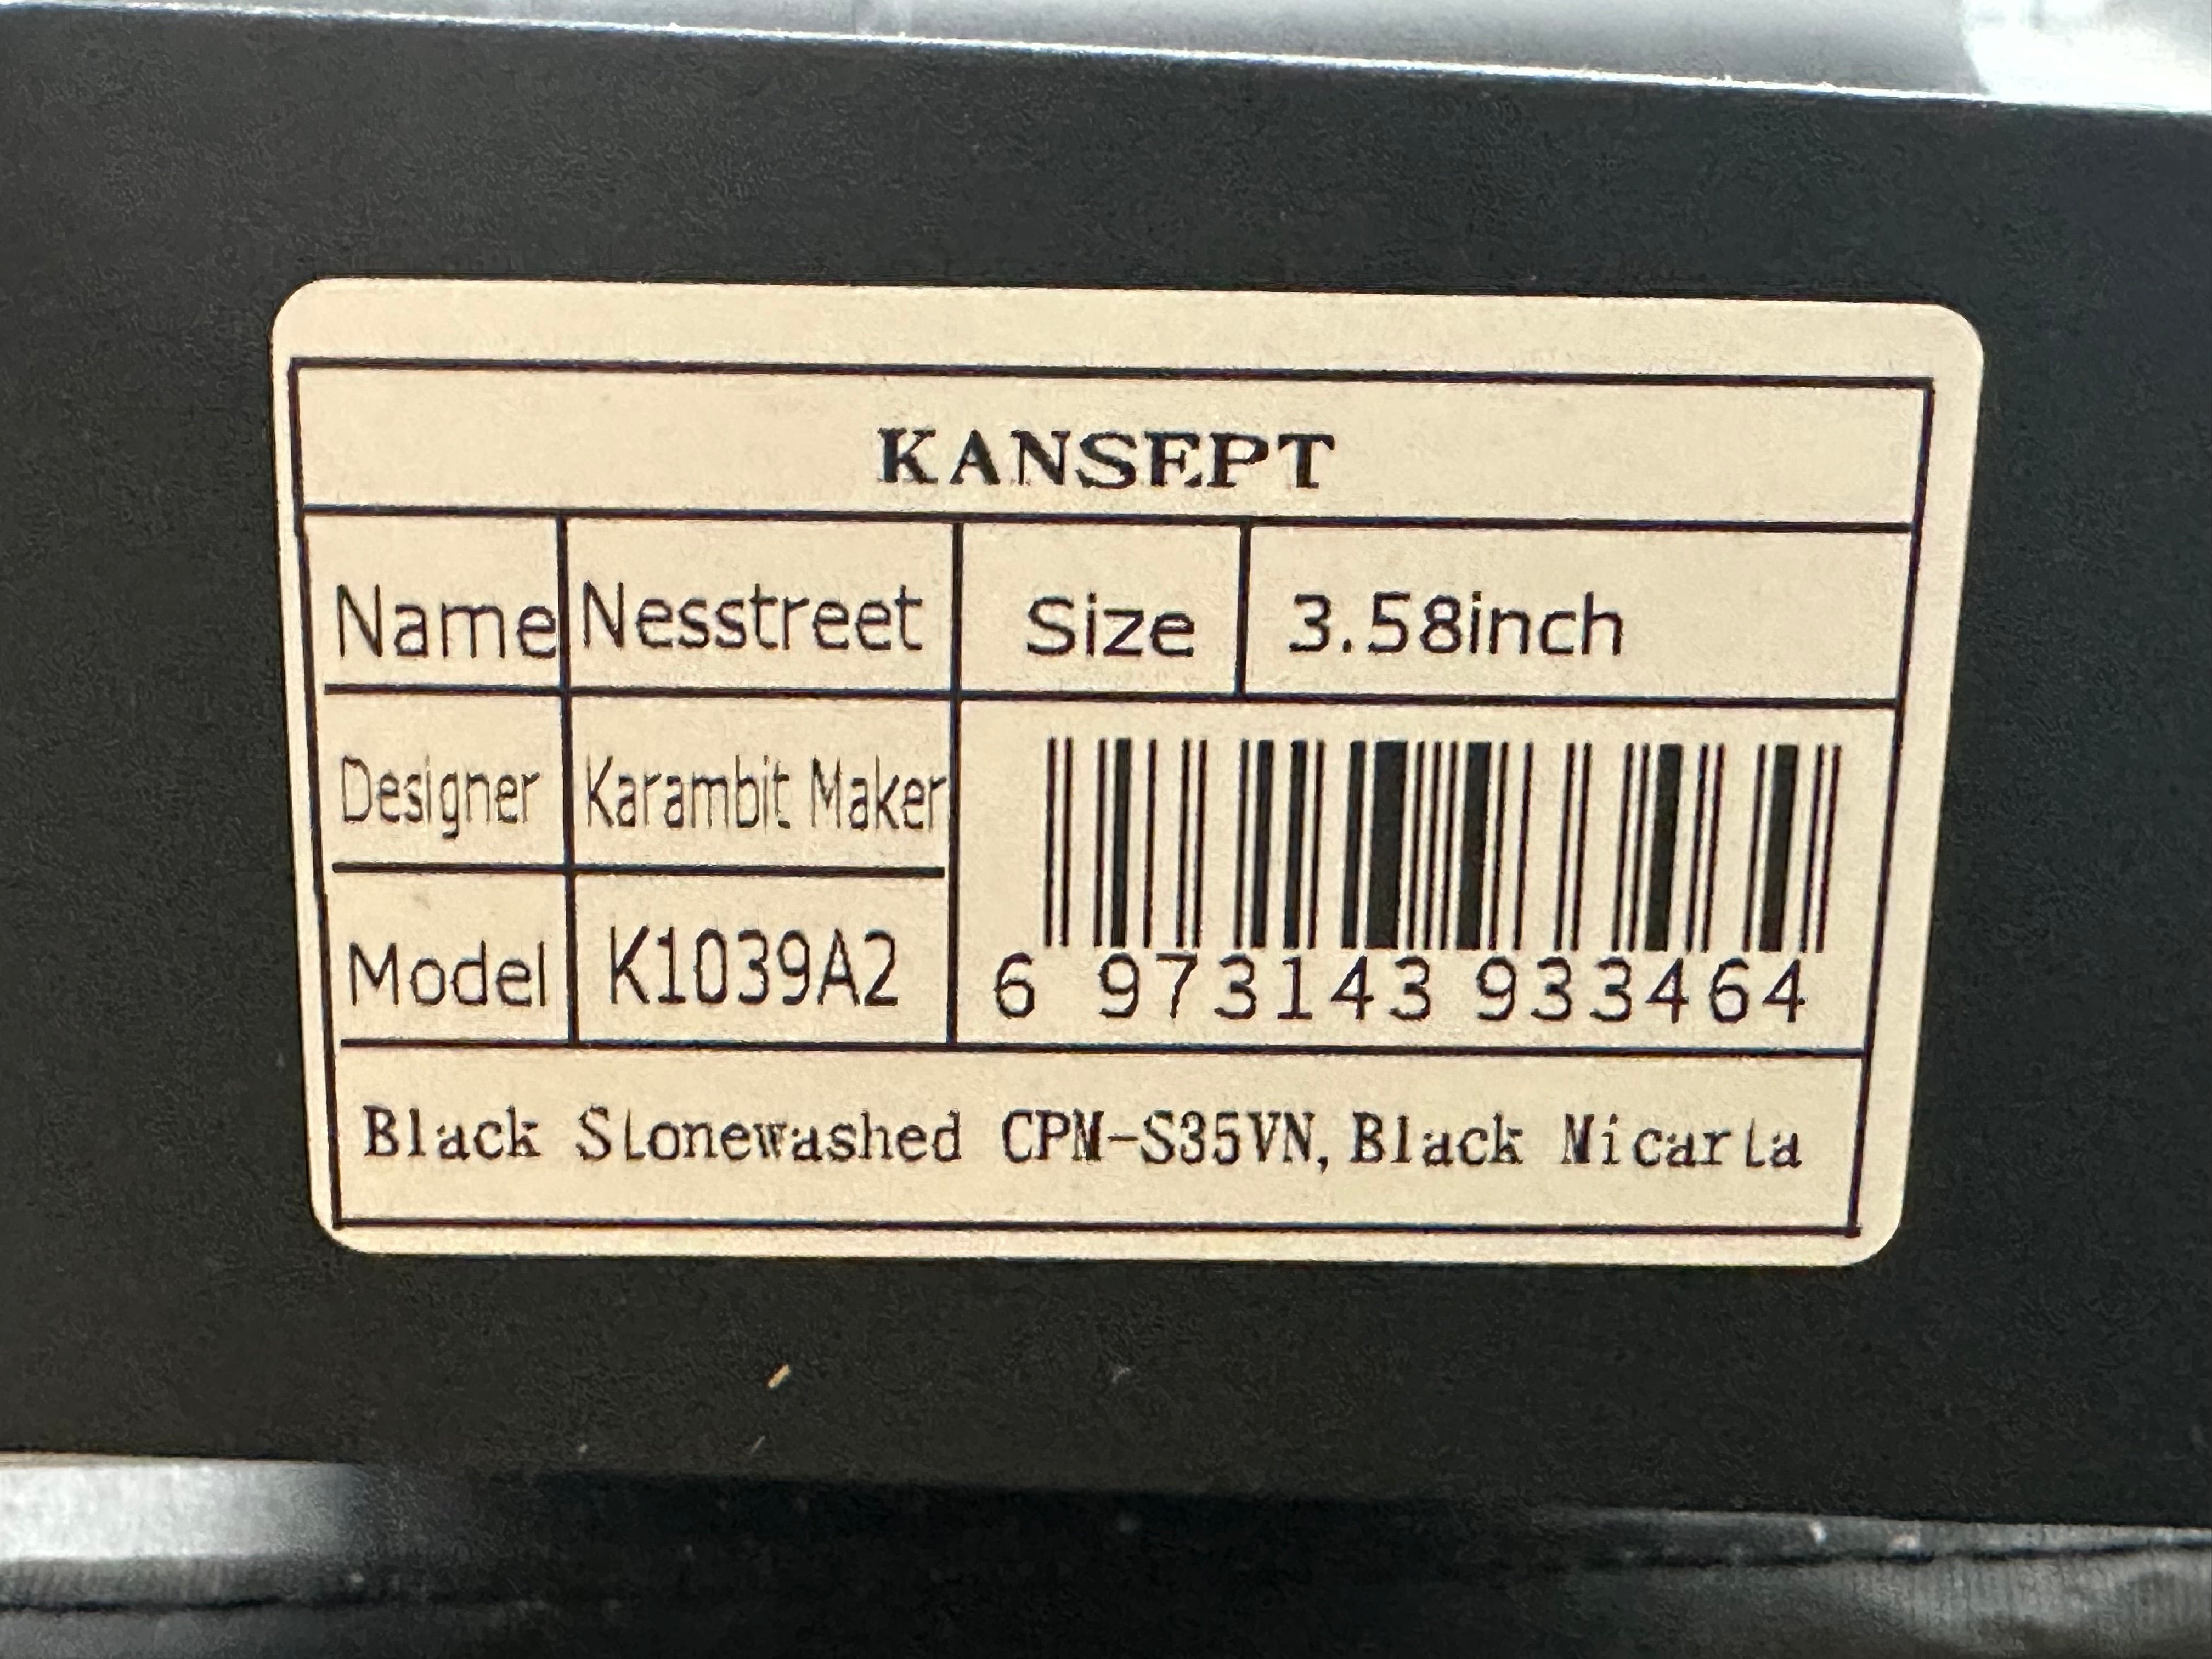 KANSEPT
Name Nesstreet Size 3.58inch
Designer Karambit Maker
Model K1039A2
6 973143 933464
Black Stonewashed CPM-S35VN, Black Micarta